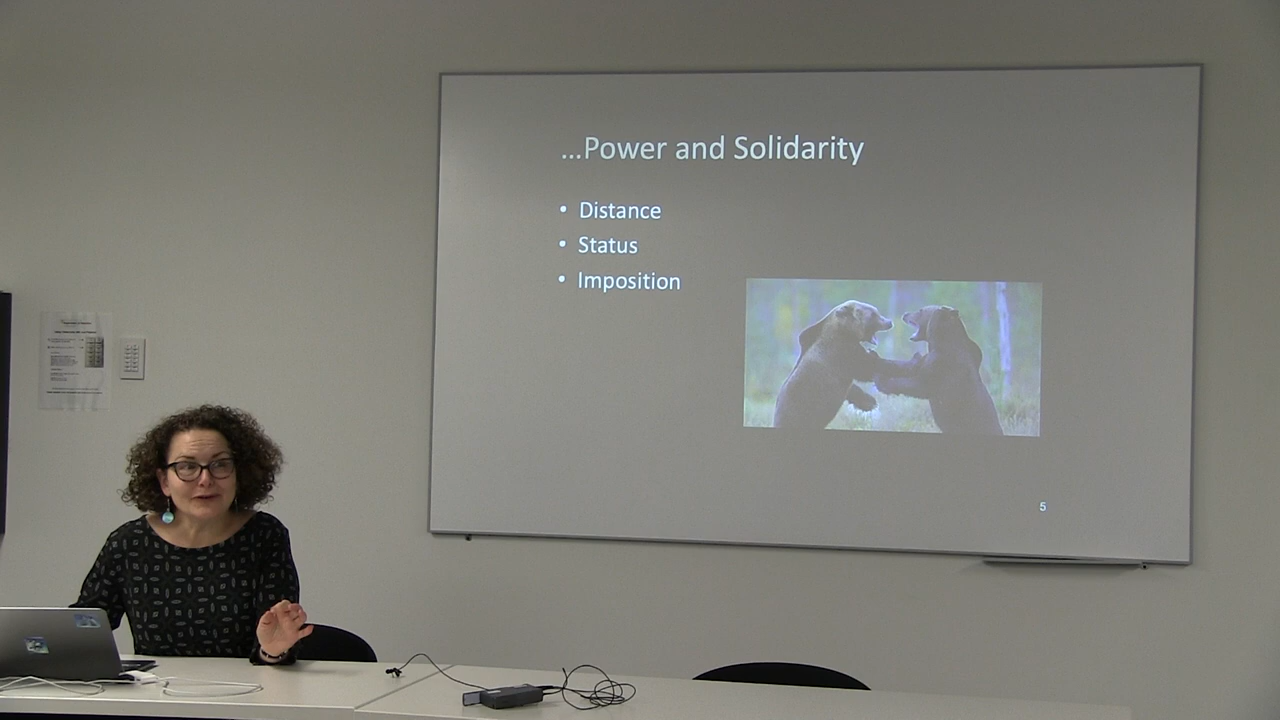 ...Power and Solidarity
• Distance
• Status
• Imposition
5